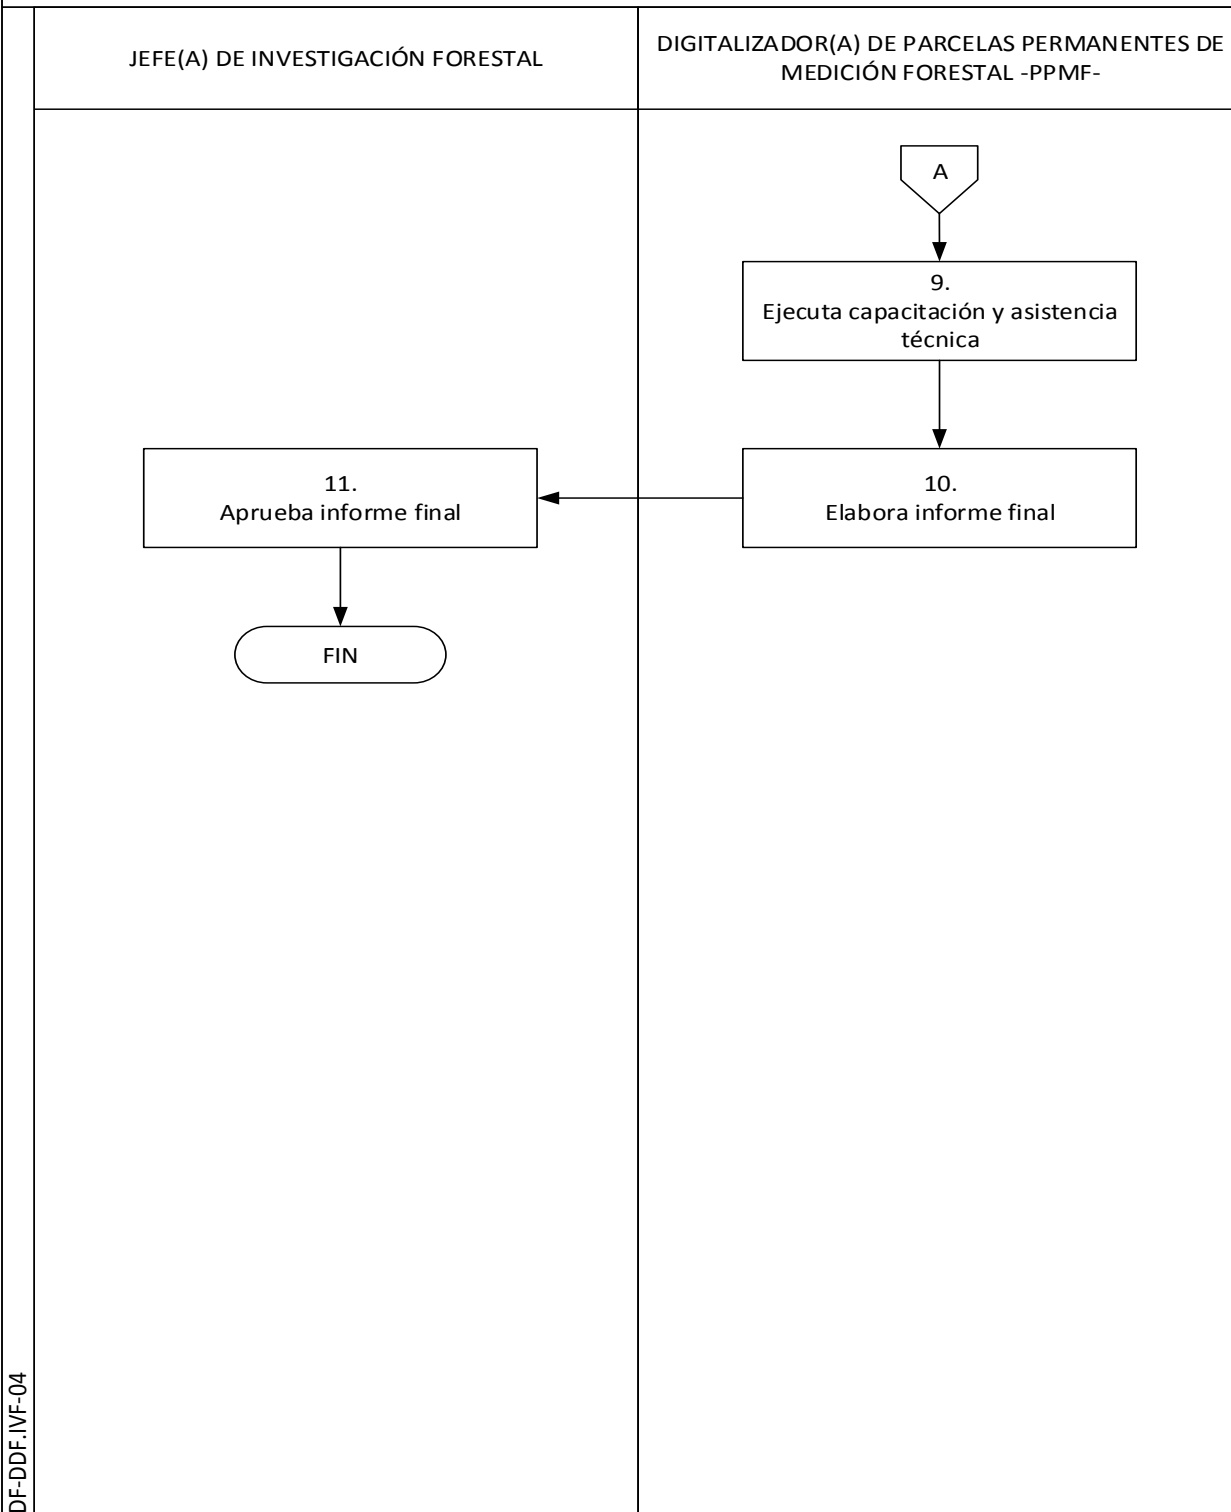 JEFE(A) DE INVESTIGACIÓN FORESTAL
DIGITALIZADOR(A) DE PARCELAS PERMANENTES DE
MEDICIÓN FORESTAL -PPMF-
A
9.
Ejecuta capacitación y asistencia
técnica
10.
Elabora informe final
11.
Aprueba informe final
FIN
DF-DDF.IVF-04